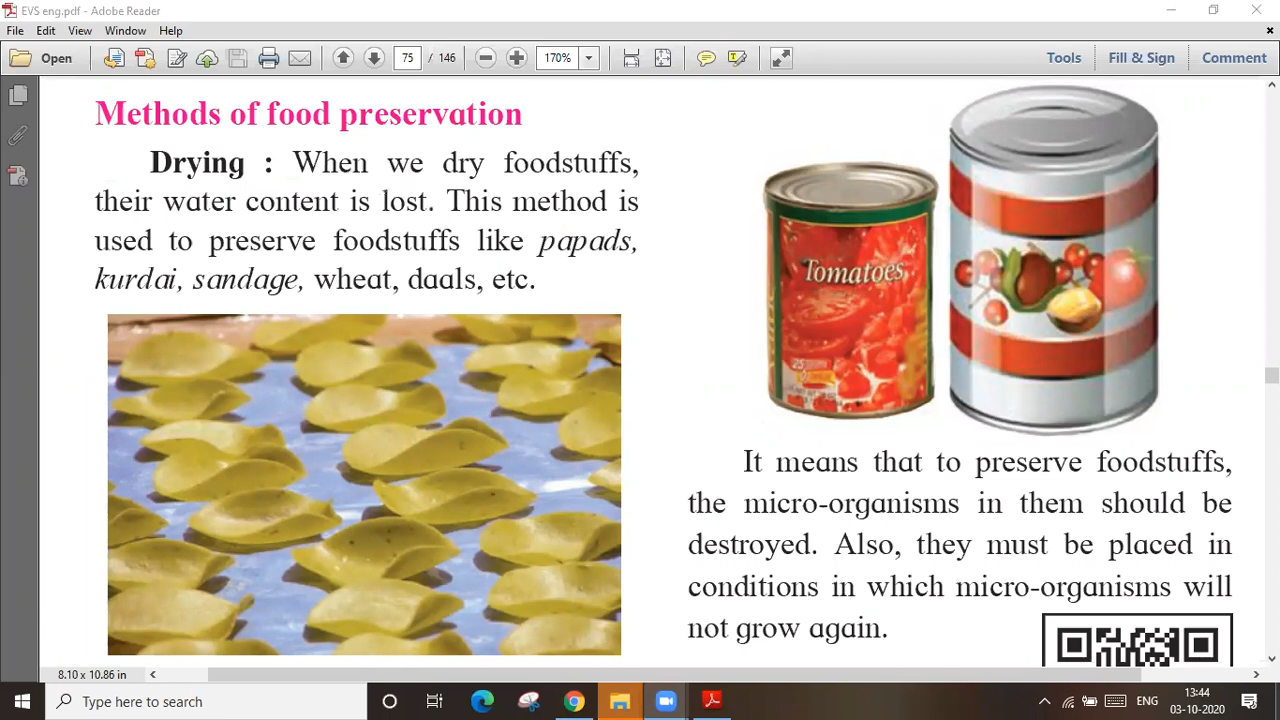 EVS eng.pdf - Adobe Reader
File Edit View Window Help
Open 75 / 146 170% Tools Fill & Sign Comment
Methods of food preservation
Drying : When we dry foodstuffs,
their water content is lost. This method is
used to preserve foodstuffs like papads,
kurdai, sandage, wheat, daals, etc.
Tomatoes
It means that to preserve foodstuffs,
the micro-organisms in them should be
destroyed. Also, they must be placed in
conditions in which micro-organisms will
not grow again.
8.10 x 10.86 in
Type here to search
ENG
13:44
03-10-2020